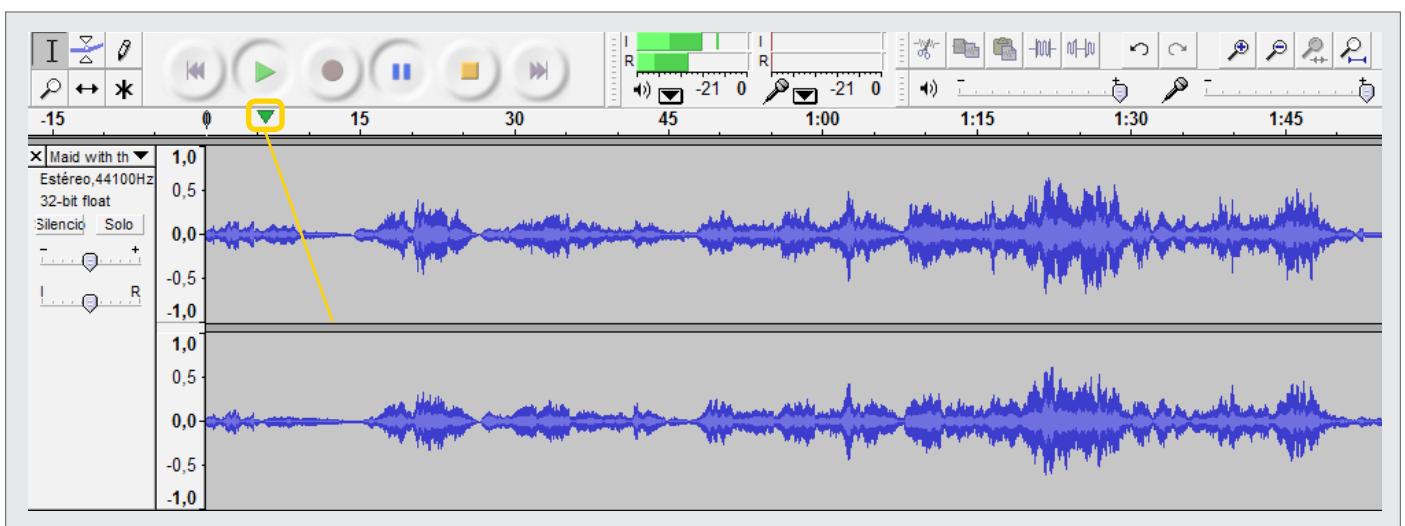 I
R
-21 0
I
R
-21 0
- +
- +
-15 0 15 30 45 1:00 1:15 1:30 1:45
Maid with th
Estéreo,44100Hz
32-bit float
Silencio Solo
- +
I R
1,0
0,5
0,0
-0,5
-1,0
1,0
0,5
0,0
-0,5
-1,0